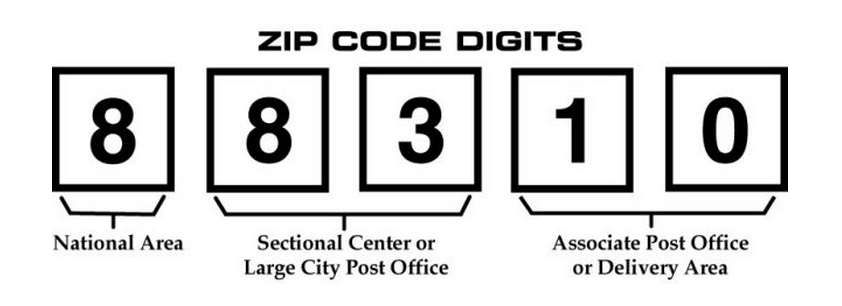 ZIP CODE DIGITS
8 8 3 1 0
National Area
Sectional Center or
Large City Post Office
Associate Post Office
or Delivery Area